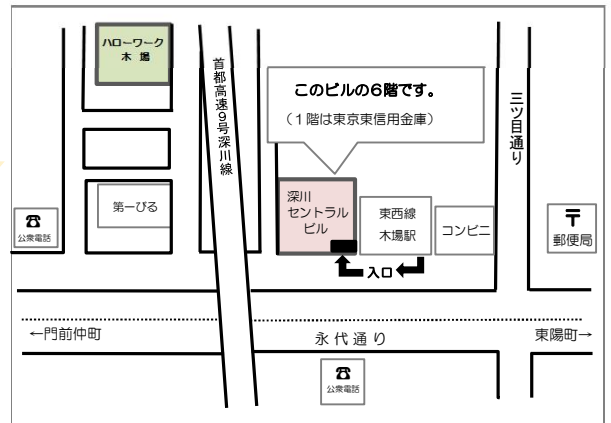 ハローワーク
木 場
首都高速9号深川線
このビルの6階です。
（1階は東京東信用金庫）
三ツ目通り
第一びる
深川
セントラル
ビル
東西線
木場駅
コンビニ
公衆電話
〒
郵便局
入口
←門前仲町
永代通り
東陽町→
公衆電話